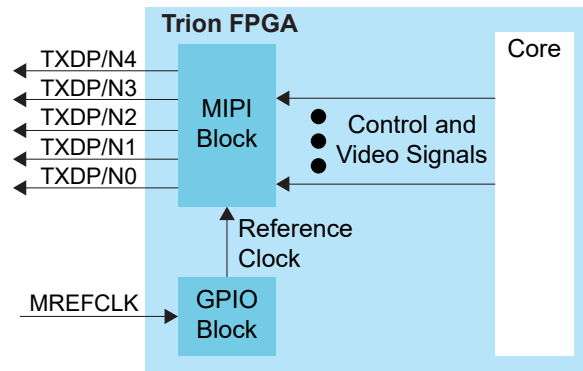 Trion FPGA
TXDP/N4
TXDP/N3
TXDP/N2
TXDP/N1
TXDP/N0
MIPI
Block
Control and
Video Signals
Core
Reference
Clock
MREFCLK
GPIO
Block